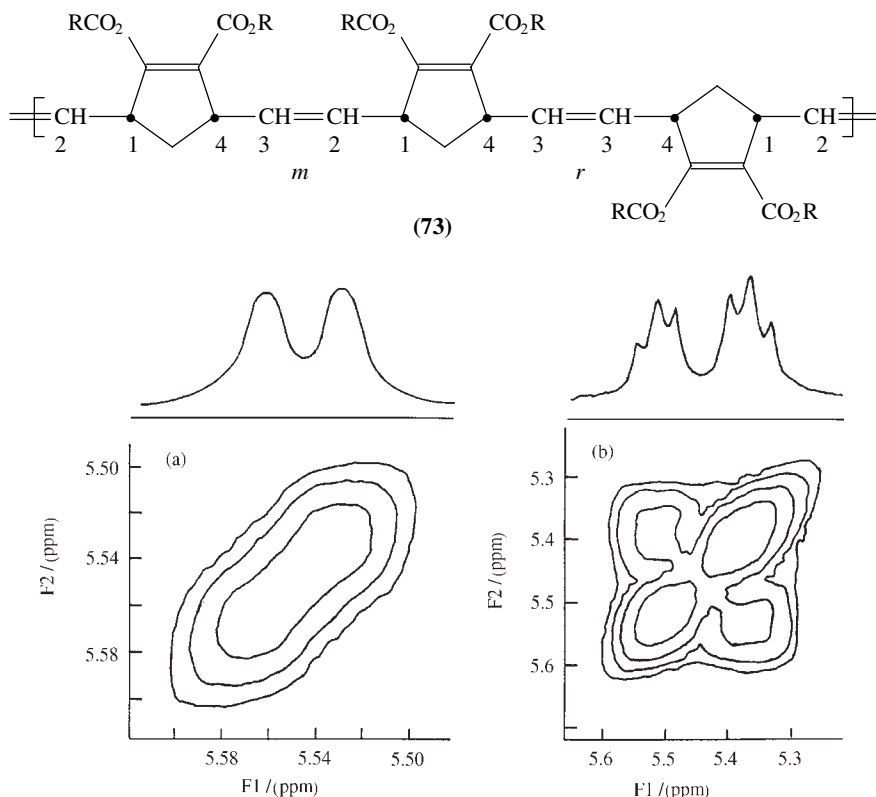 RCO₂ CO₂R RCO₂ CO₂R
CH CH CH CH CH CH
2 1 4 3 2 1 4 3 3 4 1 2
m r
RCO₂ CO₂R
(73)
(a)
5.50
5.54
5.58
F2 /(ppm)
5.58 5.54 5.50
F1 /(ppm)
(b)
5.3
5.4
5.5
5.6
F2 /(ppm)
5.6 5.5 5.4 5.3
F1 /(ppm)